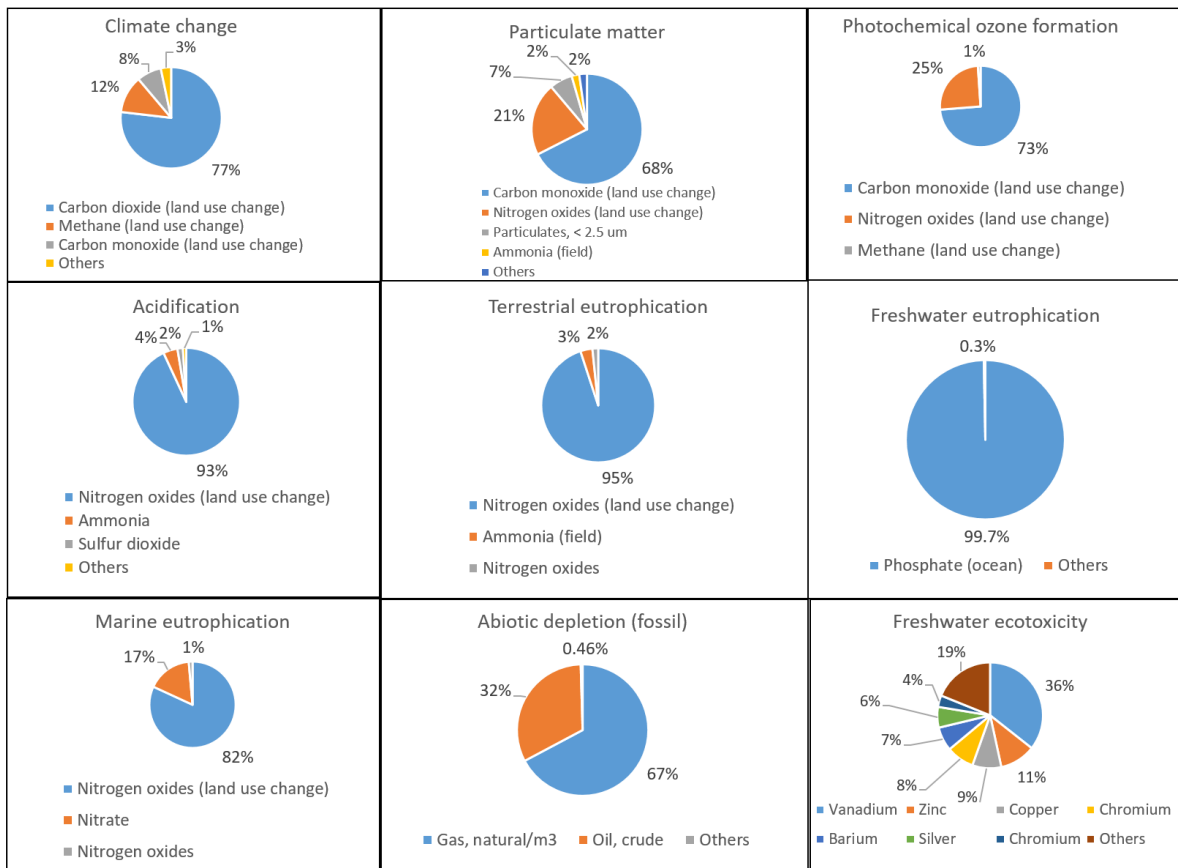 Climate change
3%
8%
12%
77%
Carbon dioxide (land use change)
Methane (land use change)
Carbon monoxide (land use change)
Others
Particulate matter
2%
2%
7%
21%
68%
Carbon monoxide (land use change)
Nitrogen oxides (land use change)
Particulates, < 2.5 um
Ammonia (field)
Others
Photochemical ozone formation
1%
25%
73%
Carbon monoxide (land use change)
Nitrogen oxides (land use change)
Methane (land use change)
Acidification
4% 2% 1%
93%
Nitrogen oxides (land use change)
Ammonia
Sulfur dioxide
Others
Terrestrial eutrophication
3% 2%
95%
Nitrogen oxides (land use change)
Ammonia (field)
Nitrogen oxides
Freshwater eutrophication
0.3%
99.7%
Phosphate (ocean) Others
Marine eutrophication
17% 1%
82%
Nitrogen oxides (land use change)
Nitrate
Nitrogen oxides
Abiotic depletion (fossil)
0.46%
32%
67%
Gas, natural/m3 Oil, crude Others
Freshwater ecotoxicity
19%
4%
36%
6%
7%
8%
9%
11%
Vanadium Zinc Copper Chromium
Barium Silver Chromium Others